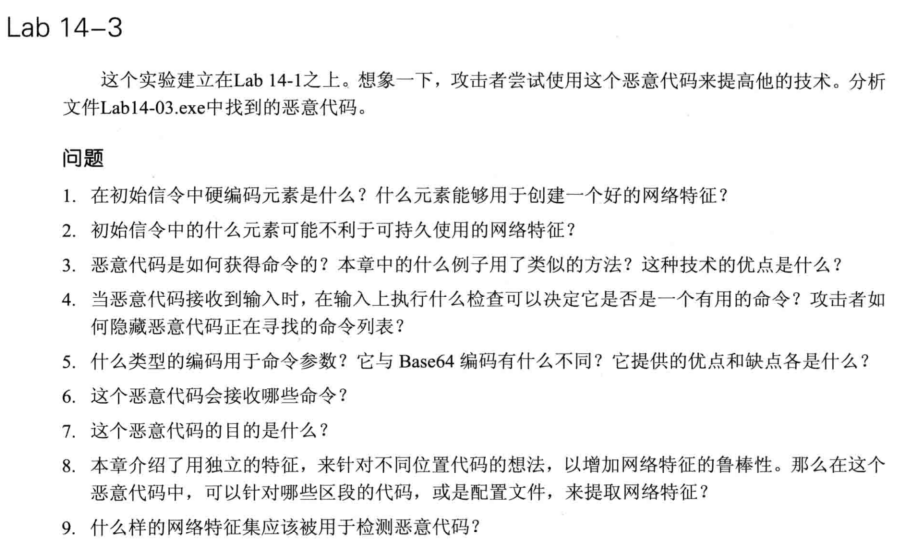 Lab 14–3
这个实验建立在Lab 14-1之上。想象一下，攻击者尝试使用这个恶意代码来提高他的技术。分析
文件Lab14-03.exe中找到的恶意代码。
问题
1. 在初始信令中硬编码元素是什么？什么元素能够用于创建一个好的网络特征？
2. 初始信令中的什么元素可能不利于可持久使用的网络特征？
3. 恶意代码是如何获得命令的？本章中的什么例子用了类似的方法？这种技术的优点是什么？
4. 当恶意代码接收到输入时，在输入上执行什么检查可以决定它是否是一个有用的命令？攻击者如
何隐藏恶意代码正在寻找的命令列表？
5. 什么类型的编码用于命令参数？它与 Base64 编码有什么不同？它提供的优点和缺点各是什么？
6. 这个恶意代码会接收哪些命令？
7. 这个恶意代码的目的是什么？
8. 本章介绍了用独立的特征，来针对不同位置代码的想法，以增加网络特征的鲁棒性。那么在这个
恶意代码中，可以针对哪些区段的代码，或是配置文件，来提取网络特征？
9. 什么样的网络特征集应该被用于检测恶意代码？